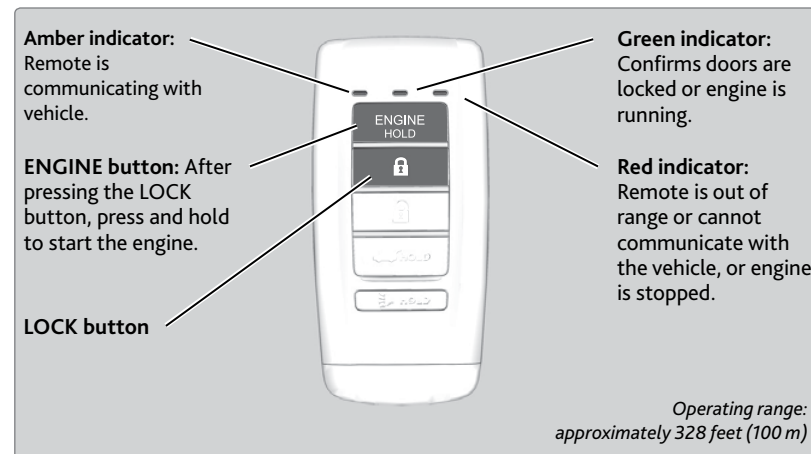 Amber indicator:
Remote is
communicating with
vehicle.
ENGINE button: After
pressing the LOCK
button, press and hold
to start the engine.
LOCK button
ENGINE
HOLD
HOLD
HOLD
Green indicator:
Confirms doors are
locked or engine is
running.
Red indicator:
Remote is out of
range or cannot
communicate with
the vehicle, or engine
is stopped.
Operating range:
approximately 328 feet (100 m)